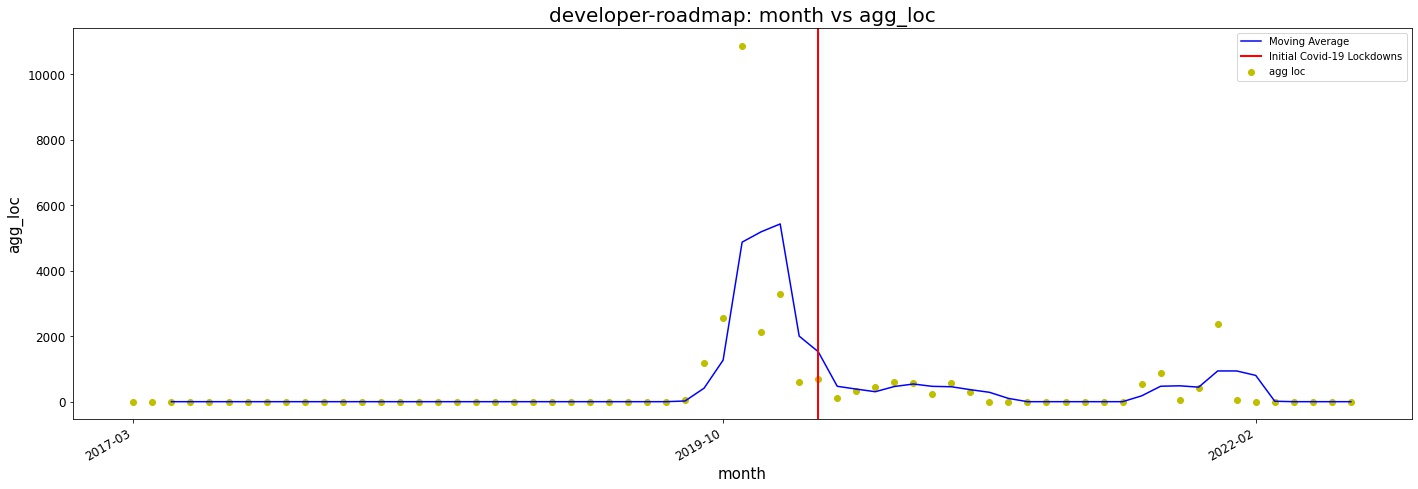 developer-roadmap: month vs agg_loc
Moving Average
Initial Covid-19 Lockdowns
agg loc
10000
8000
6000
4000
2000
0
agg_loc
2017-03
2019-10
2022-02
month